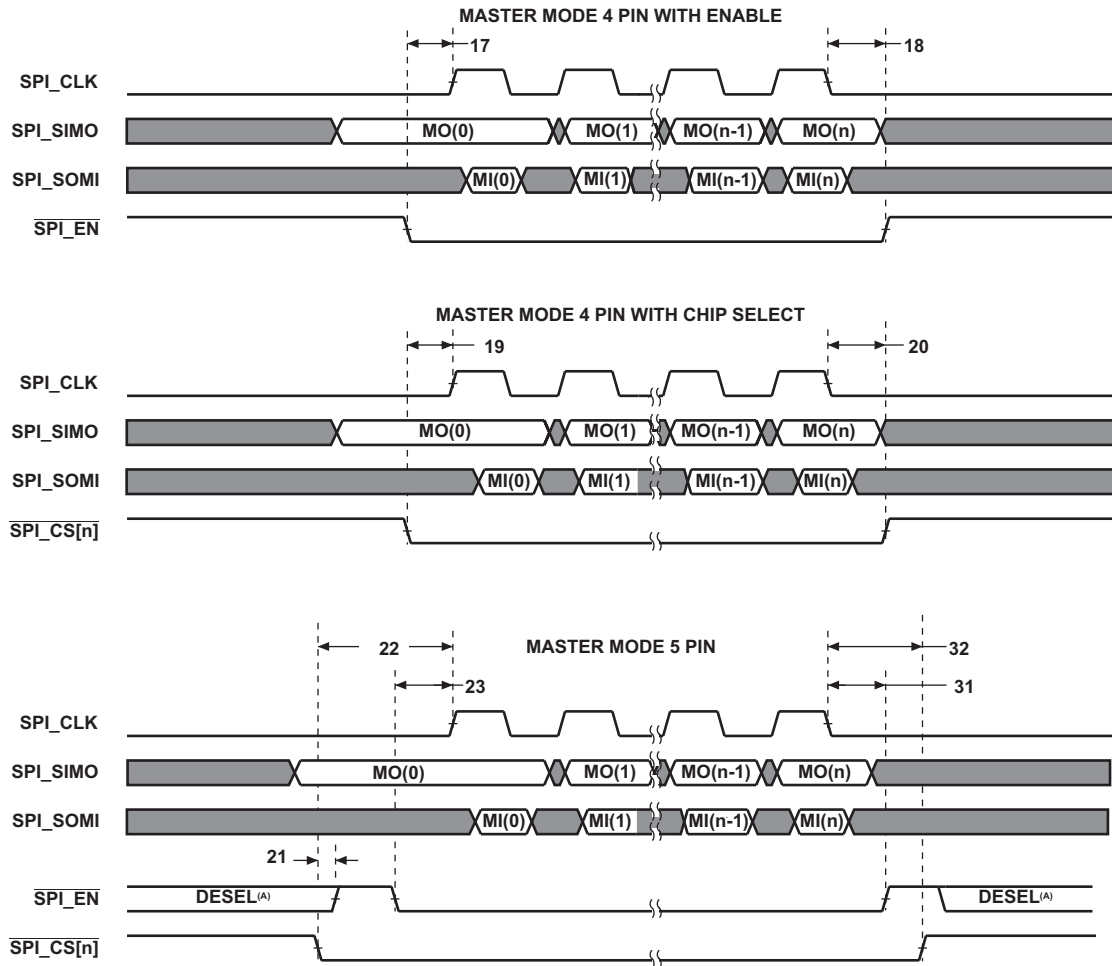 MASTER MODE 4 PIN WITH ENABLE
17
18
SPI_CLK
SPI_SIMO
MO(0)
MO(1)
MO(n-1)
MO(n)
SPI_SOMI
MI(0)
MI(1)
MI(n-1)
MI(n)
SPI_EN
MASTER MODE 4 PIN WITH CHIP SELECT
19
20
SPI_CLK
SPI_SIMO
MO(0)
MO(1)
MO(n-1)
MO(n)
SPI_SOMI
MI(0)
MI(1)
MI(n-1)
MI(n)
SPI_CS[n]
MASTER MODE 5 PIN
22
32
23
31
SPI_CLK
SPI_SIMO
MO(0)
MO(1)
MO(n-1)
MO(n)
SPI_SOMI
MI(0)
MI(1)
MI(n-1)
MI(n)
21
SPI_EN
DESEL(A)
DESEL(A)
SPI_CS[n]